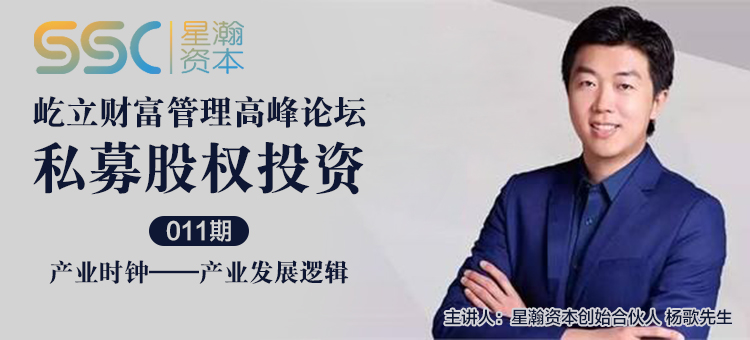 SSC
星瀚
资本
屹立财富管理高峰论坛
私募股权投资
011期
产业时钟——产业发展逻辑
主讲人：星瀚资本创始合伙人 杨歌先生